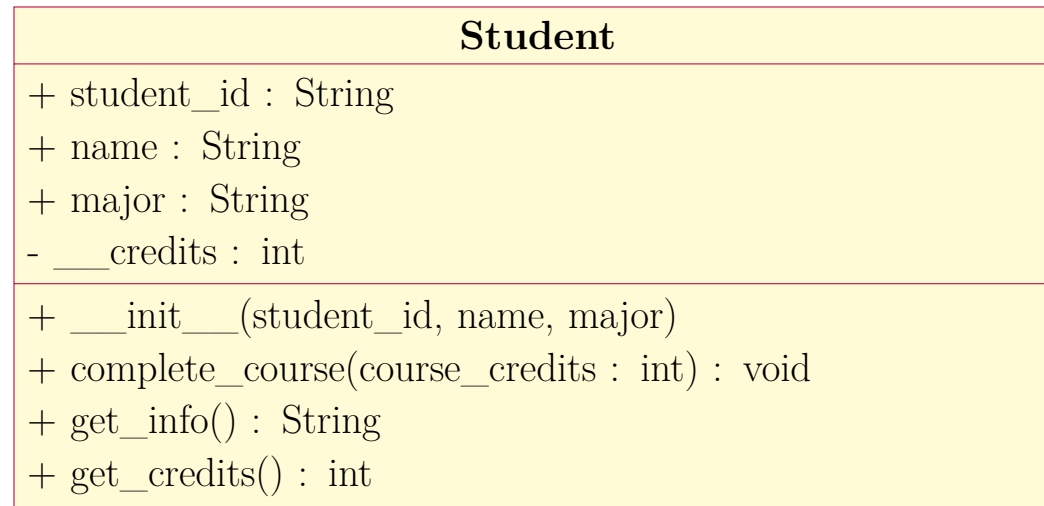 Student
+ student_id : String
+ name : String
+ major : String
- __credits : int
+ __init__(student_id, name, major)
+ complete_course(course_credits : int) : void
+ get_info() : String
+ get_credits() : int